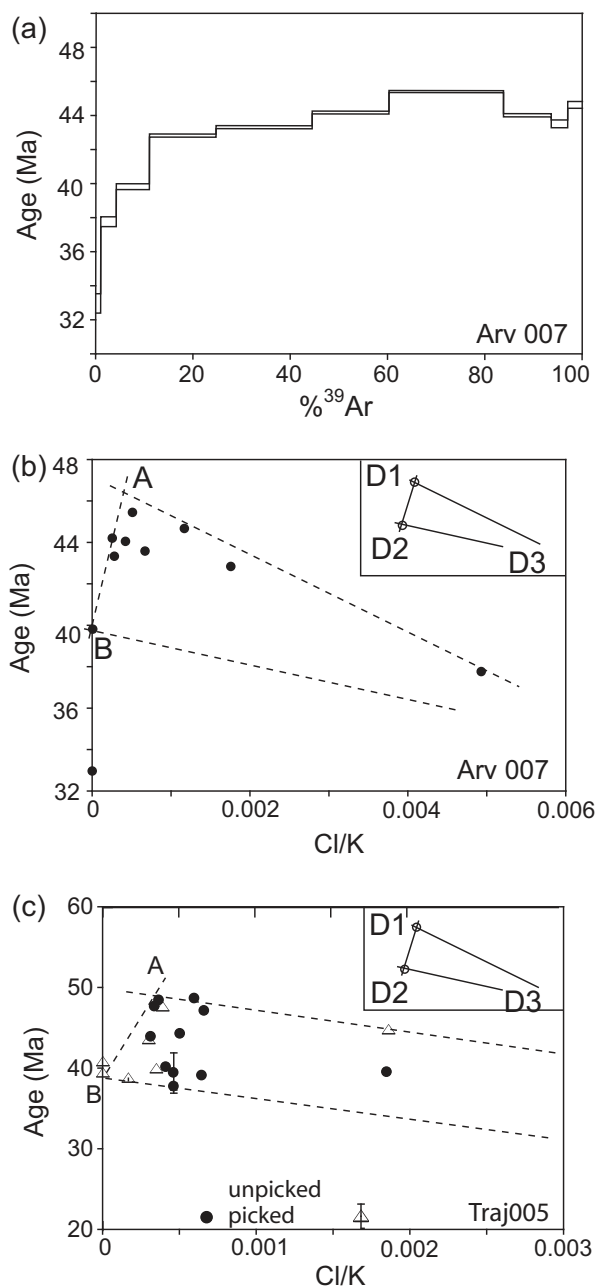 (a)
48
44
40
36
32
Age (Ma)
Arv 007
0
20
40
60
80
100
%³⁹Ar
(b)
48
44
40
36
32
Age (Ma)
A
B
D1
D2
D3
Arv 007
0
0.002
0.004
0.006
Cl/K
(c)
60
50
40
30
20
Age (Ma)
A
B
D1
D2
D3
unpicked
picked
Traj005
0
0.001
0.002
0.003
Cl/K